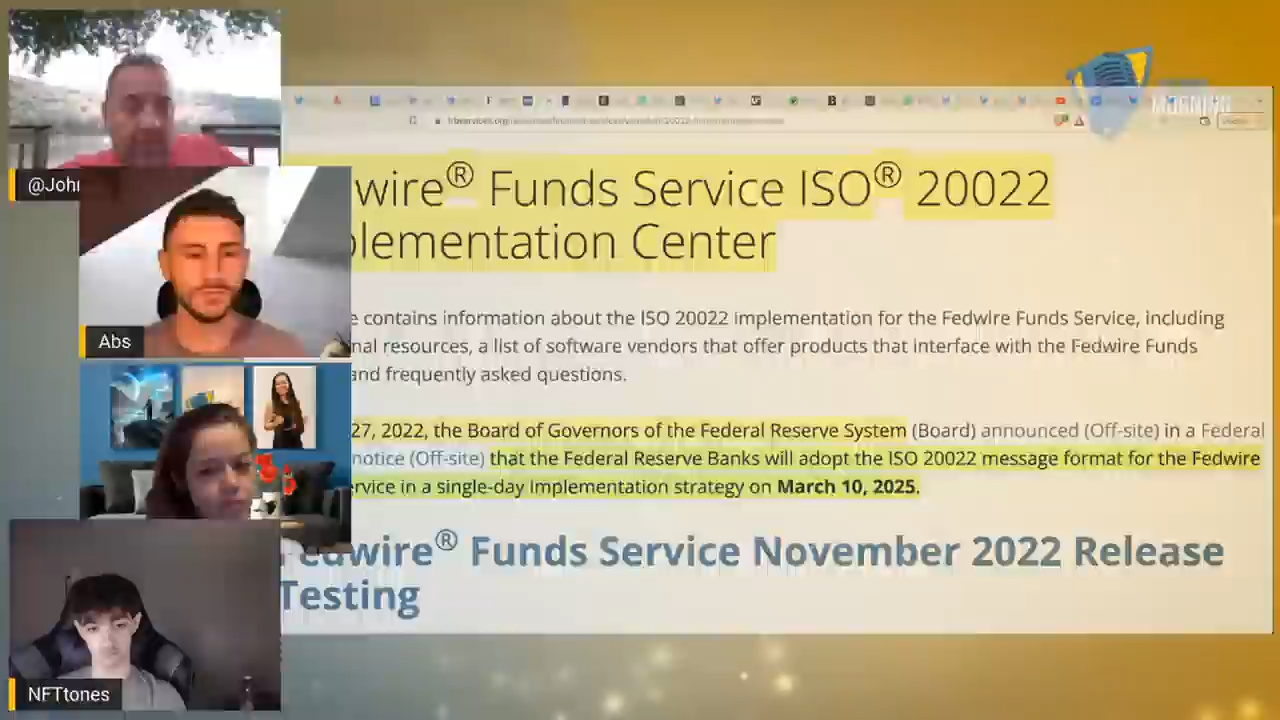 @John
Abs
NFTtones
MORNING
wire® Funds Service ISO® 20022
plementation Center
e contains information about the ISO 20022 implementation for the Fedwire Funds Service, including
nal resources, a list of software vendors that offer products that interface with the Fedwire Funds
and frequently asked questions.
27, 2022, the Board of Governors of the Federal Reserve System (Board) announced (Off-site) in a Federal
notice (Off-site) that the Federal Reserve Banks will adopt the ISO 20022 message format for the Fedwire
rvice in a single-day implementation strategy on March 10, 2025.
Fedwire® Funds Service November 2022 Release
Testing